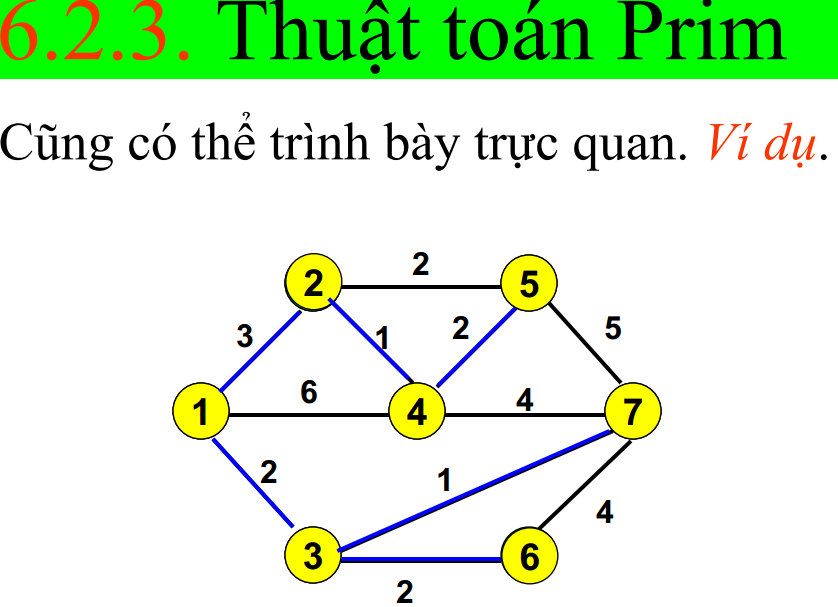 6.2.3. Thuật toán Prim
Cũng có thể trình bày trực quan. Ví dụ.
2
2 5
3 1 2 5
6 4
1 4 7
2 1
4
3 6
2